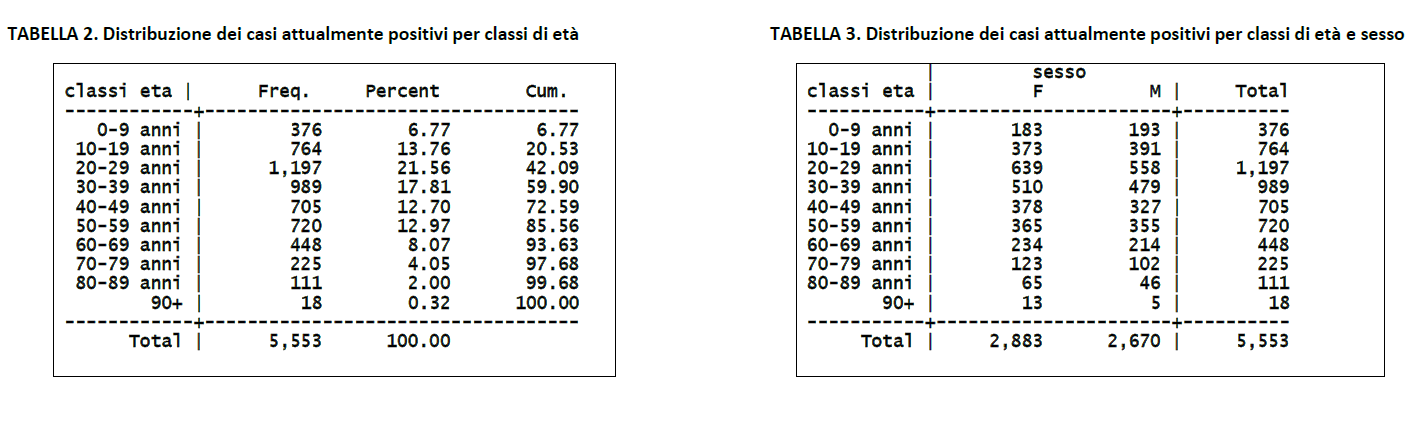 TABELLA 2. Distribuzione dei casi attualmente positivi per classi di età
classi eta | Freq. Percent Cum.
------------+-----------------------------------
0-9 anni | 376 6.77 6.77
10-19 anni | 764 13.76 20.53
20-29 anni | 1,197 21.56 42.09
30-39 anni | 989 17.81 59.90
40-49 anni | 705 12.70 72.59
50-59 anni | 720 12.97 85.56
60-69 anni | 448 8.07 93.63
70-79 anni | 225 4.05 97.68
80-89 anni | 111 2.00 99.68
90+ | 18 0.32 100.00
------------+-----------------------------------
Total | 5,553 100.00
TABELLA 3. Distribuzione dei casi attualmente positivi per classi di età e sesso
| sesso
classi eta | F M | Total
------------+----------------------+----------
0-9 anni | 183 193 | 376
10-19 anni | 373 391 | 764
20-29 anni | 639 558 | 1,197
30-39 anni | 510 479 | 989
40-49 anni | 378 327 | 705
50-59 anni | 365 355 | 720
60-69 anni | 234 214 | 448
70-79 anni | 123 102 | 225
80-89 anni | 65 46 | 111
90+ | 13 5 | 18
------------+----------------------+----------
Total | 2,883 2,670 | 5,553